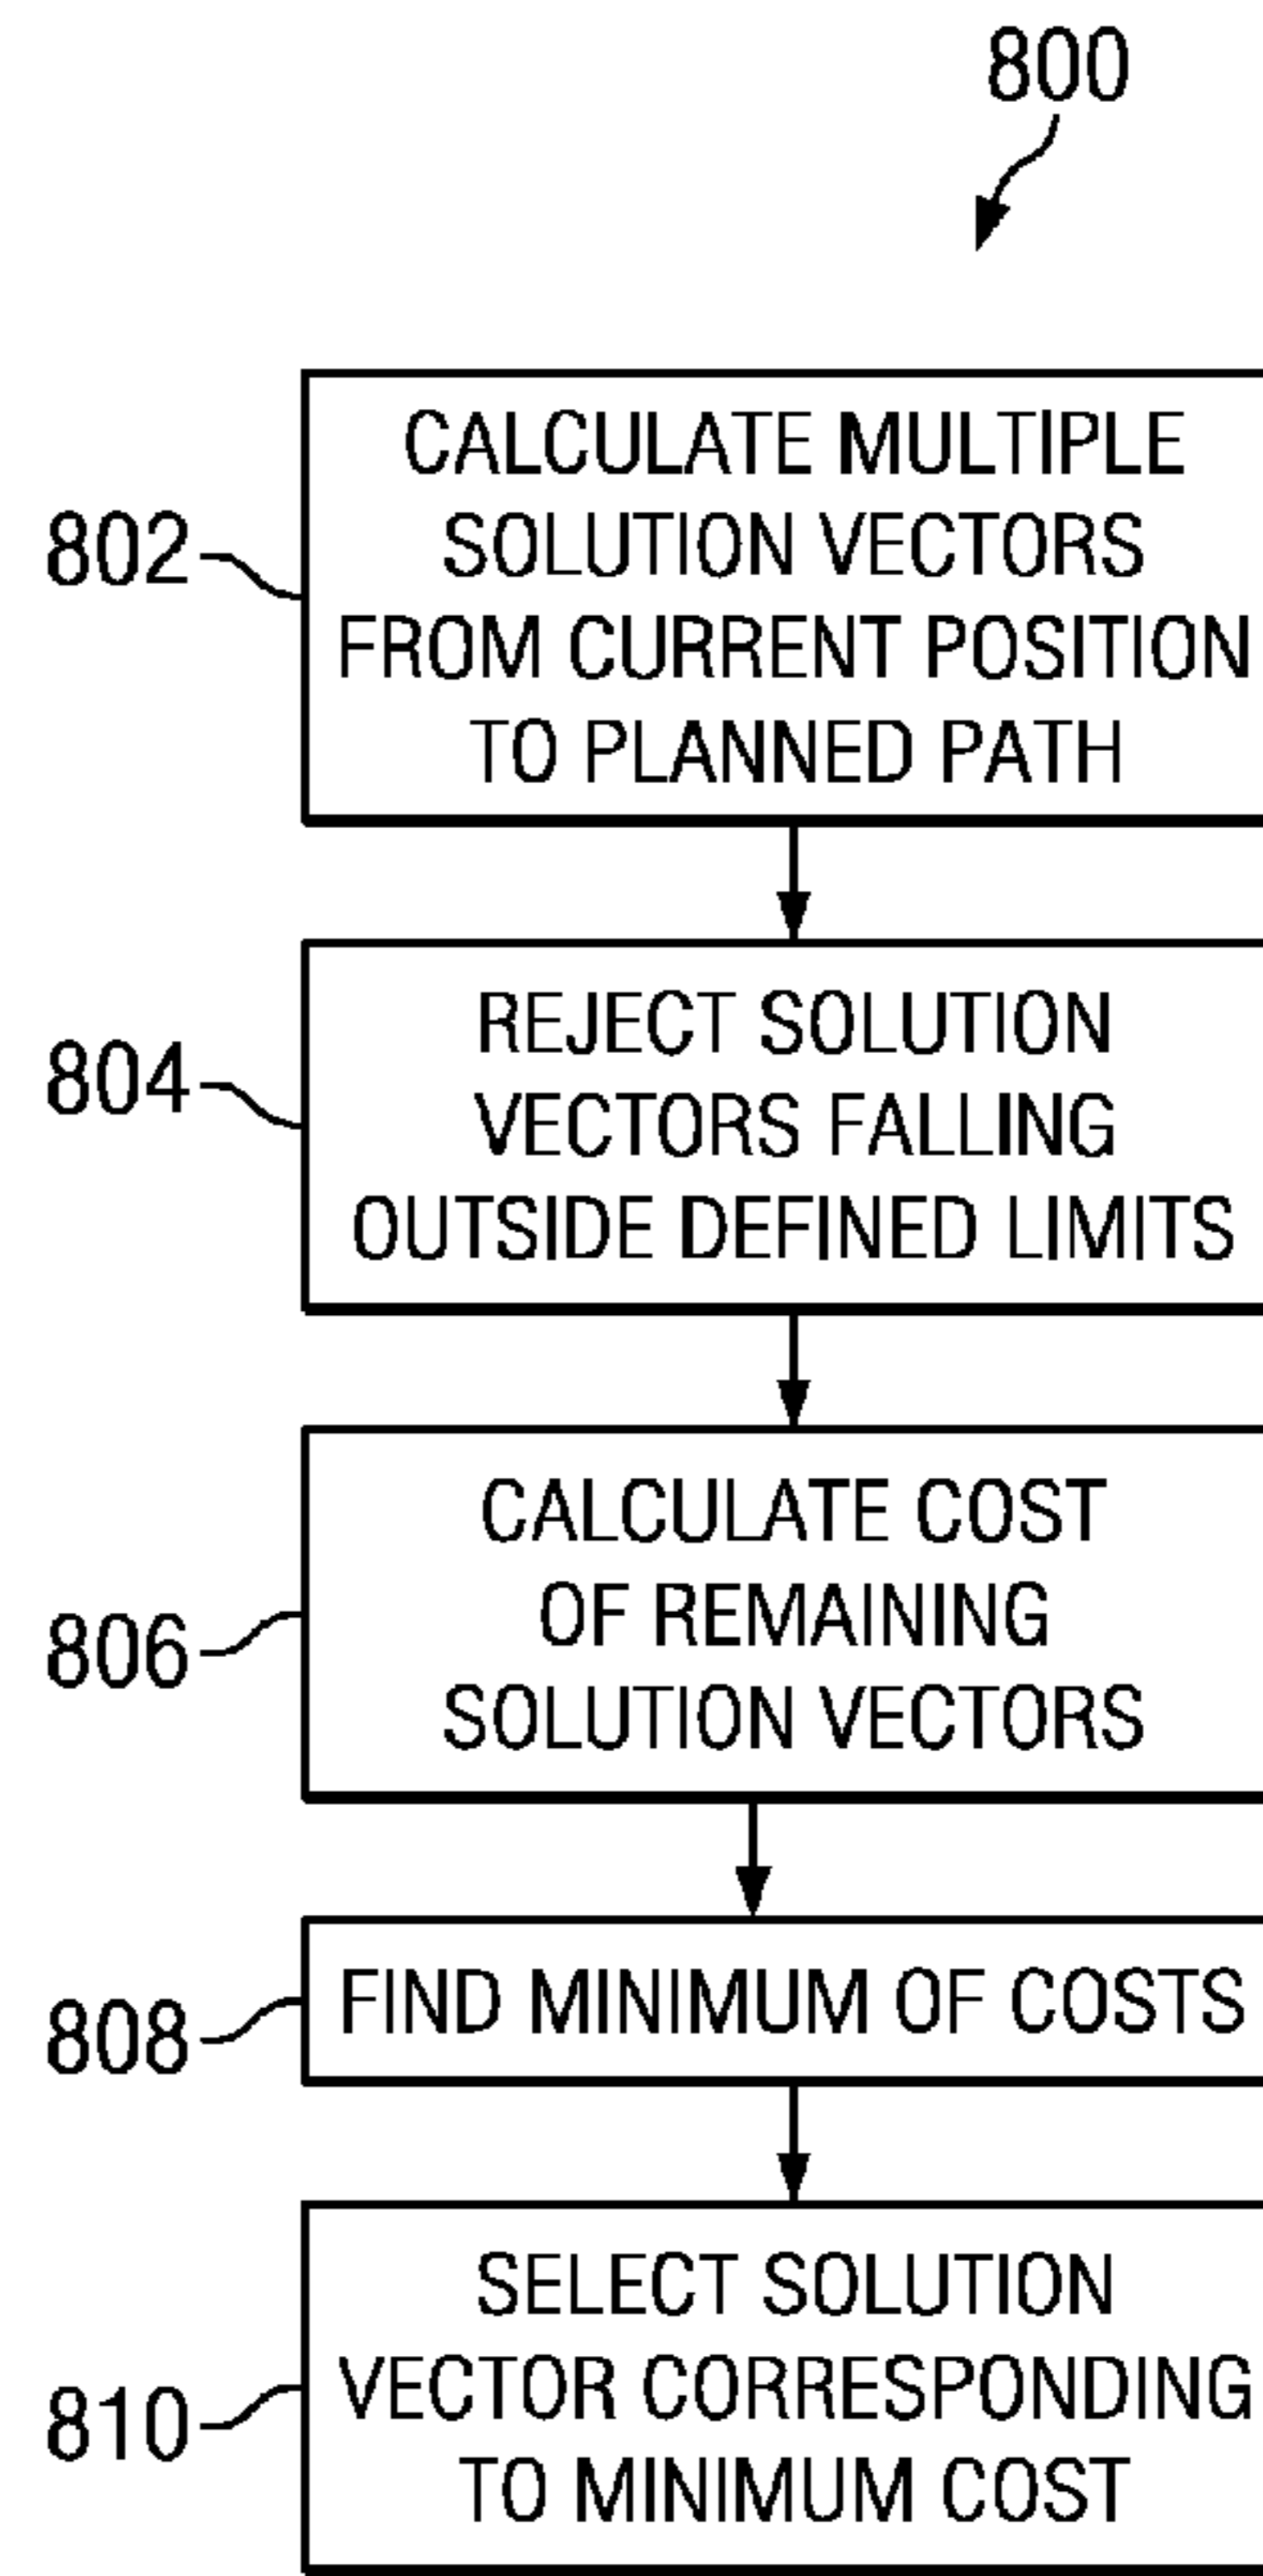 800
802
CALCULATE MULTIPLE
SOLUTION VECTORS
FROM CURRENT POSITION
TO PLANNED PATH
804
REJECT SOLUTION
VECTORS FALLING
OUTSIDE DEFINED LIMITS
806
CALCULATE COST
OF REMAINING
SOLUTION VECTORS
808
FIND MINIMUM OF COSTS
810
SELECT SOLUTION
VECTOR CORRESPONDING
TO MINIMUM COST